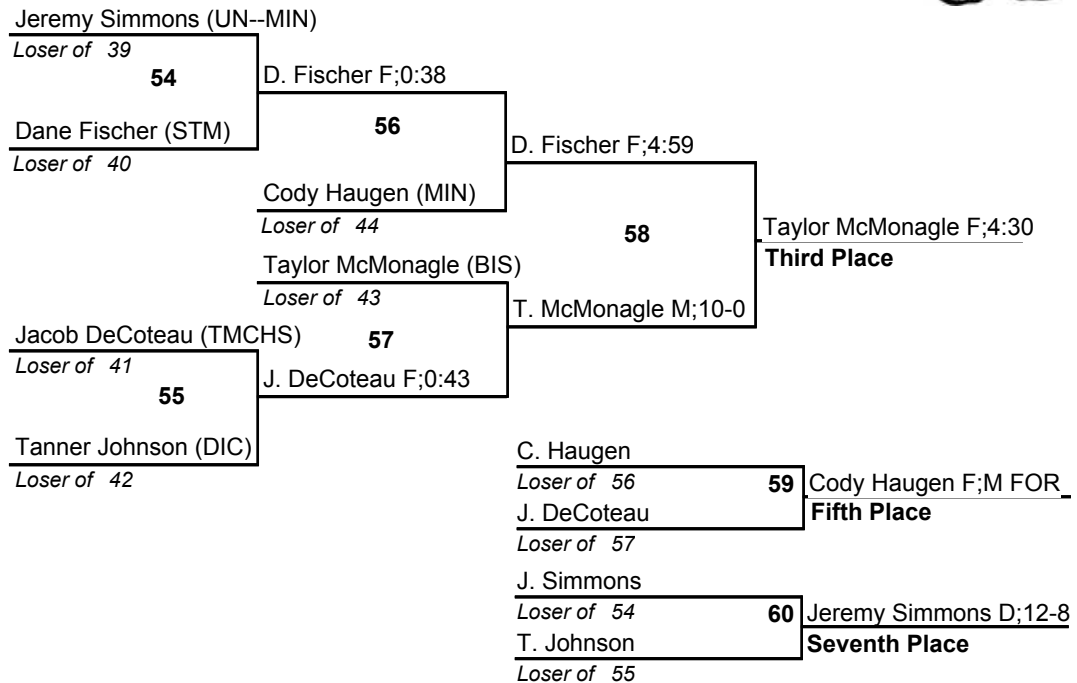 Jeremy Simmons (UN--MIN)
Loser of 39
54
D. Fischer F;0:38
Dane Fischer (STM)
Loser of 40
56
D. Fischer F;4:59
Cody Haugen (MIN)
Loser of 44
58
Taylor McMonagle F;4:30
Third Place
Taylor McMonagle (BIS)
Loser of 43
T. McMonagle M;10-0
Jacob DeCoteau (TMCHS)
57
Loser of 41
55
J. DeCoteau F;0:43
Tanner Johnson (DIC)
Loser of 42
C. Haugen
Loser of 56
59
Cody Haugen F;M FOR
Fifth Place
J. DeCoteau
Loser of 57
J. Simmons
Loser of 54
60
Jeremy Simmons D;12-8
Seventh Place
T. Johnson
Loser of 55